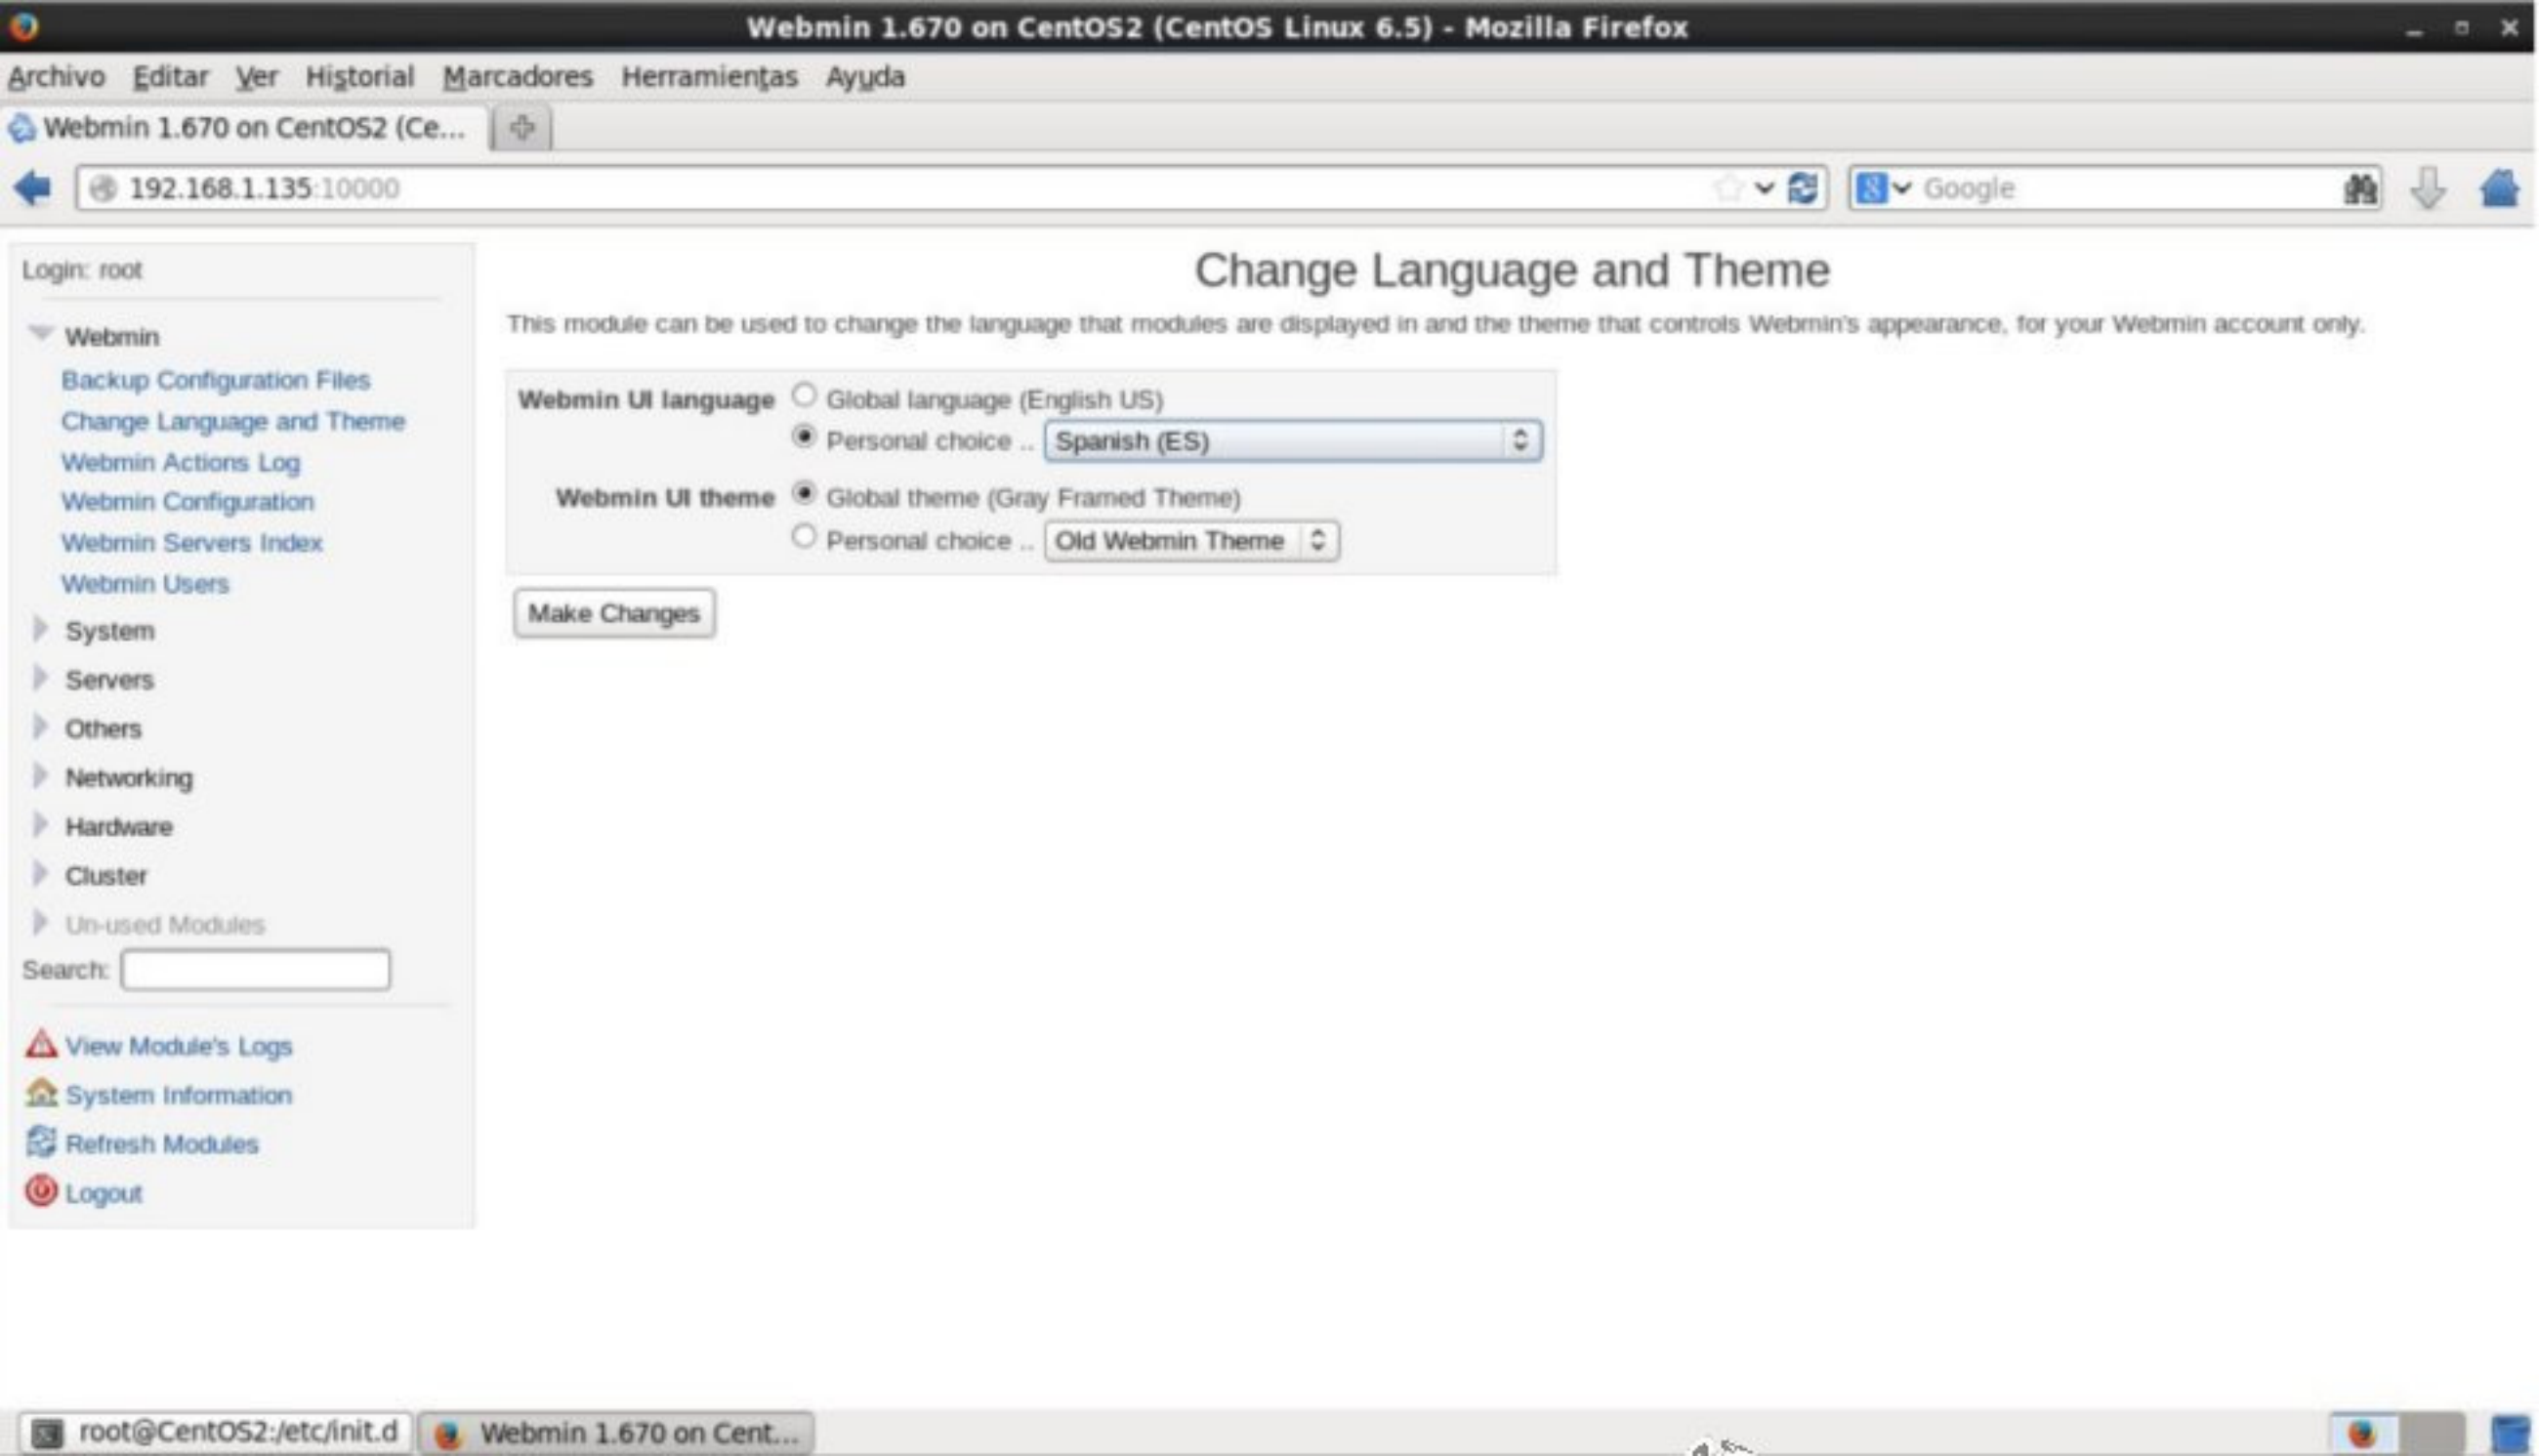 Webmin 1.670 on CentOS2 (CentOS Linux 6.5) - Mozilla Firefox
Archivo Editar Ver Historial Marcadores Herramientas Ayuda
Webmin 1.670 on CentOS2 (Ce...
192.168.1.135:10000
Google
Login: root
Webmin
Backup Configuration Files
Change Language and Theme
Webmin Actions Log
Webmin Configuration
Webmin Servers Index
Webmin Users
System
Servers
Others
Networking
Hardware
Cluster
Un-used Modules
Search:
View Module's Logs
System Information
Refresh Modules
Logout
Change Language and Theme
This module can be used to change the language that modules are displayed in and the theme that controls Webmin's appearance, for your Webmin account only.
Webmin UI language Global language (English US)
Personal choice .. Spanish (ES)
Webmin UI theme Global theme (Gray Framed Theme)
Personal choice .. Old Webmin Theme
Make Changes
root@CentOS2:/etc/init.d
Webmin 1.670 on Cent...